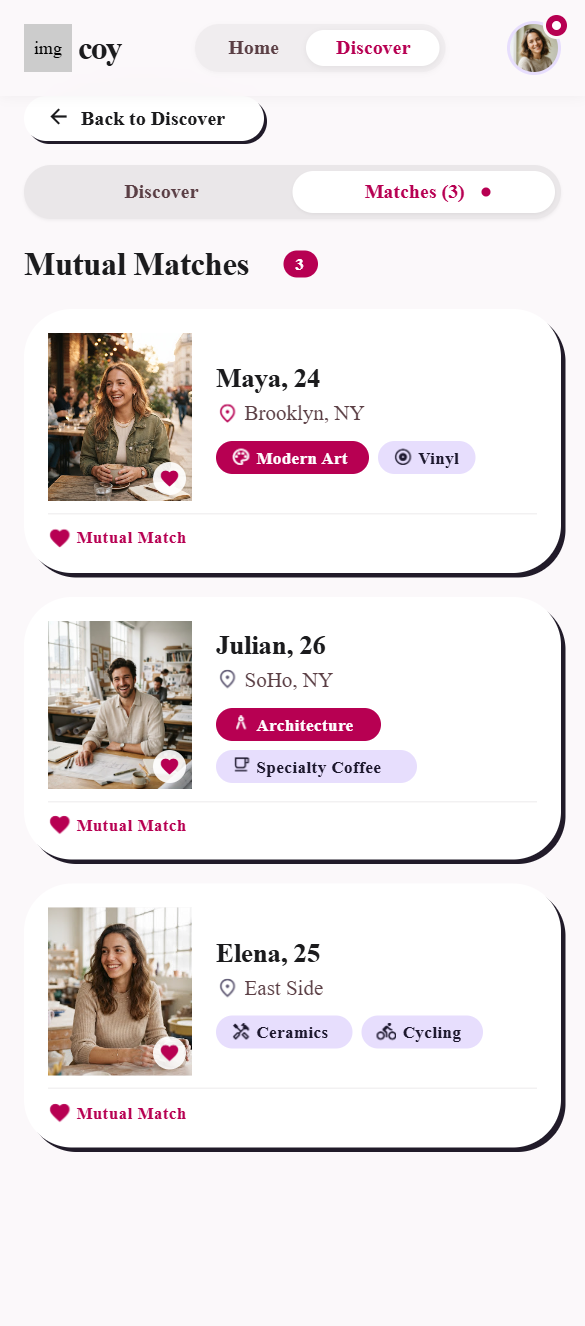 img coy Home Discover
Back to Discover
Discover Matches (3)
Mutual Matches 3
Maya, 24
Brooklyn, NY
Modern Art Vinyl
Mutual Match
Julian, 26
SoHo, NY
Architecture
Specialty Coffee
Mutual Match
Elena, 25
East Side
Ceramics Cycling
Mutual Match